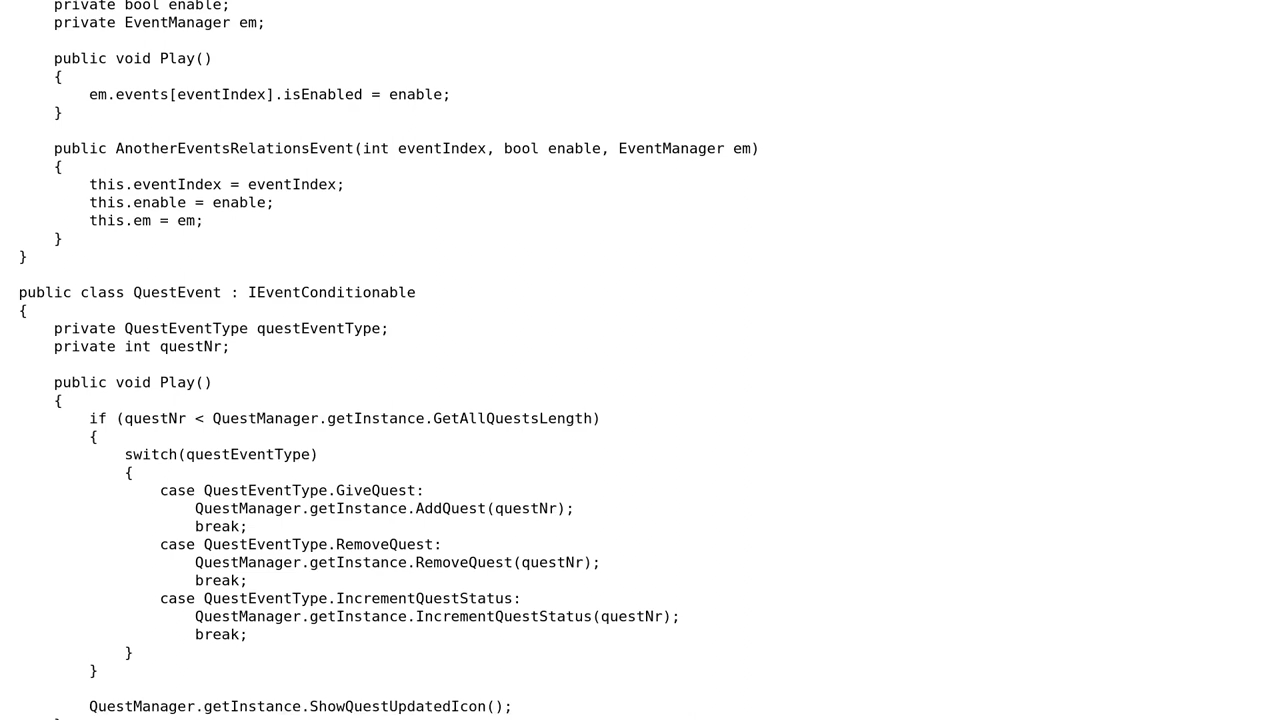 private bool enable;
    private EventManager em;

    public void Play()
    {
        em.events[eventIndex].isEnabled = enable;
    }

    public AnotherEventsRelationsEvent(int eventIndex, bool enable, EventManager em)
    {
        this.eventIndex = eventIndex;
        this.enable = enable;
        this.em = em;
    }
}

public class QuestEvent : IEventConditionable
{
    private QuestEventType questEventType;
    private int questNr;

    public void Play()
    {
        if (questNr < QuestManager.getInstance.GetAllQuestsLength)
        {
            switch(questEventType)
            {
                case QuestEventType.GiveQuest:
                    QuestManager.getInstance.AddQuest(questNr);
                    break;
                case QuestEventType.RemoveQuest:
                    QuestManager.getInstance.RemoveQuest(questNr);
                    break;
                case QuestEventType.IncrementQuestStatus:
                    QuestManager.getInstance.IncrementQuestStatus(questNr);
                    break;
            }
        }

        QuestManager.getInstance.ShowQuestUpdatedIcon();
    }